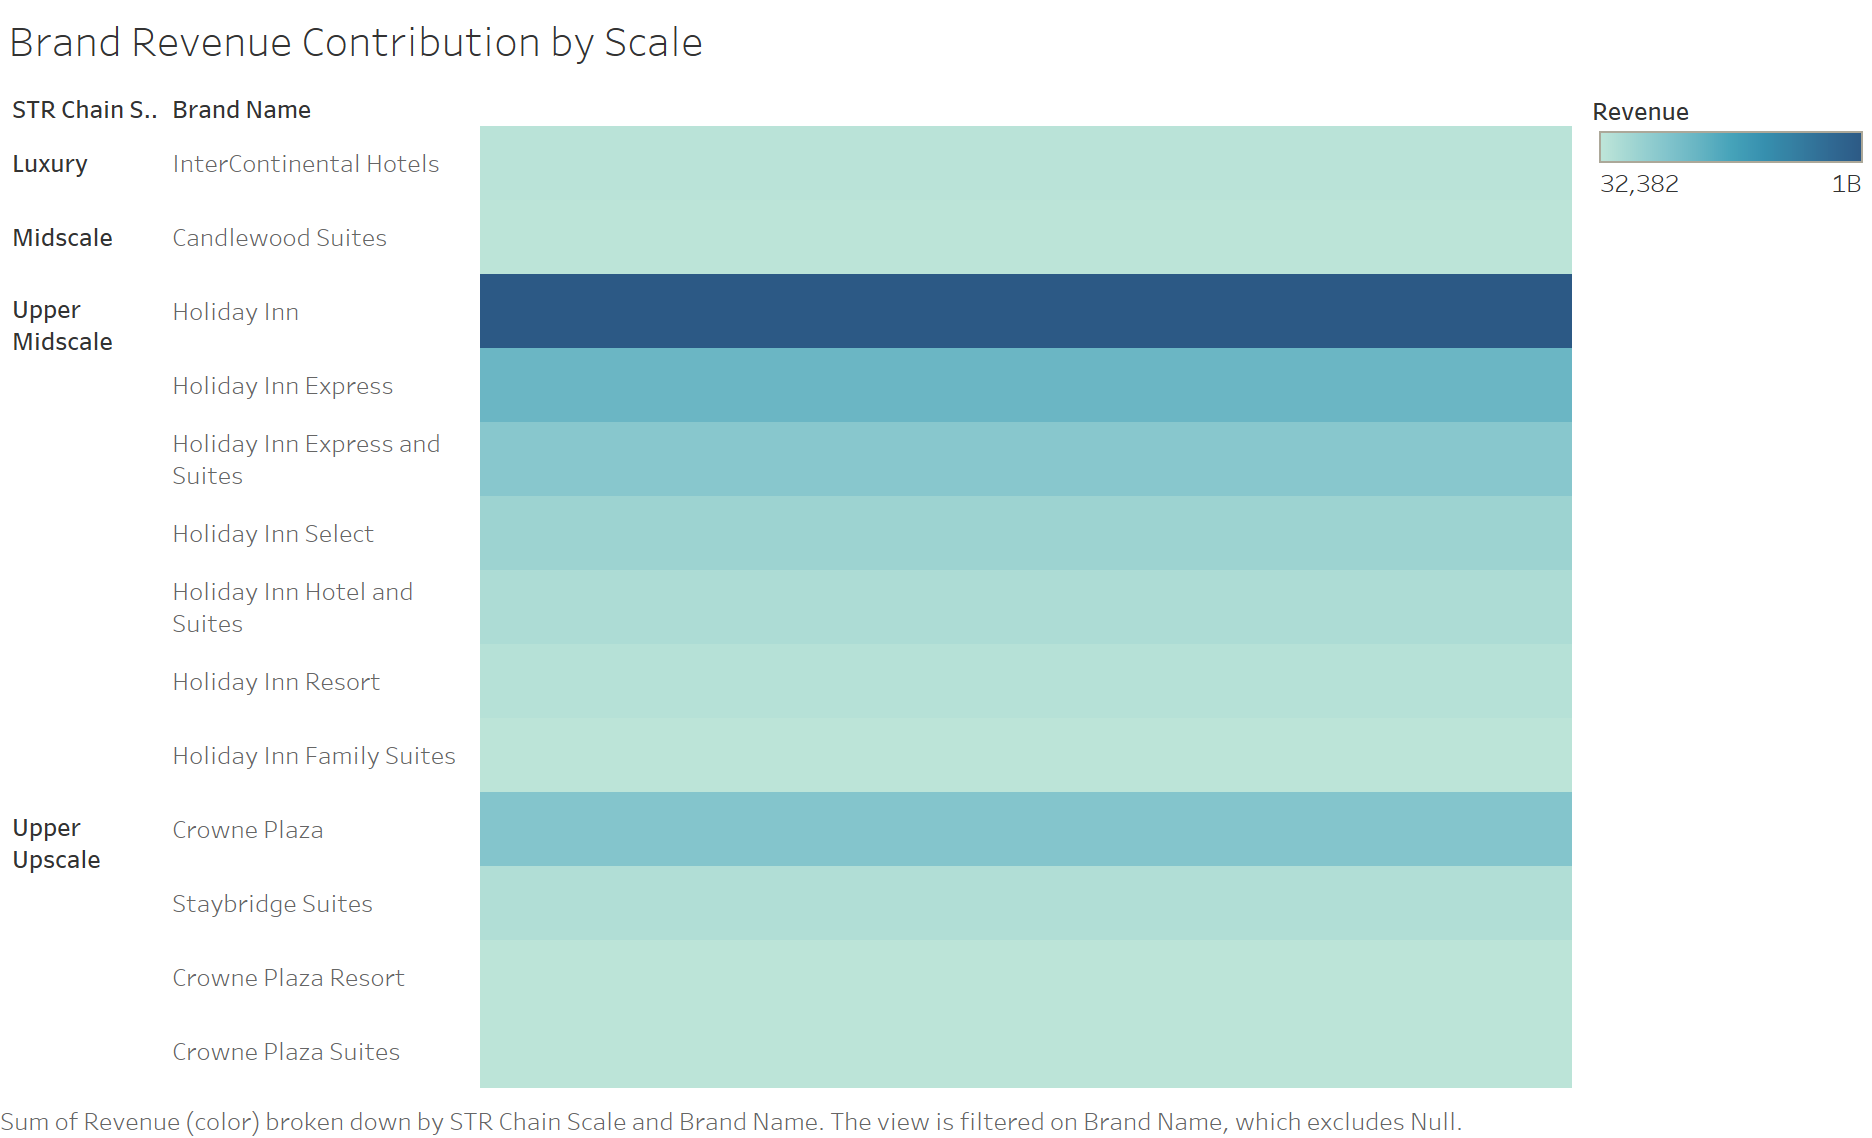 Brand Revenue Contribution by Scale
STR Chain S.. Brand Name
Revenue
32,382 1B
Luxury InterContinental Hotels
Midscale Candlewood Suites
Upper
Midscale
Holiday Inn
Holiday Inn Express
Holiday Inn Express and
Suites
Holiday Inn Select
Holiday Inn Hotel and
Suites
Holiday Inn Resort
Holiday Inn Family Suites
Upper
Upscale
Crowne Plaza
Staybridge Suites
Crowne Plaza Resort
Crowne Plaza Suites
Sum of Revenue (color) broken down by STR Chain Scale and Brand Name. The view is filtered on Brand Name, which excludes Null.